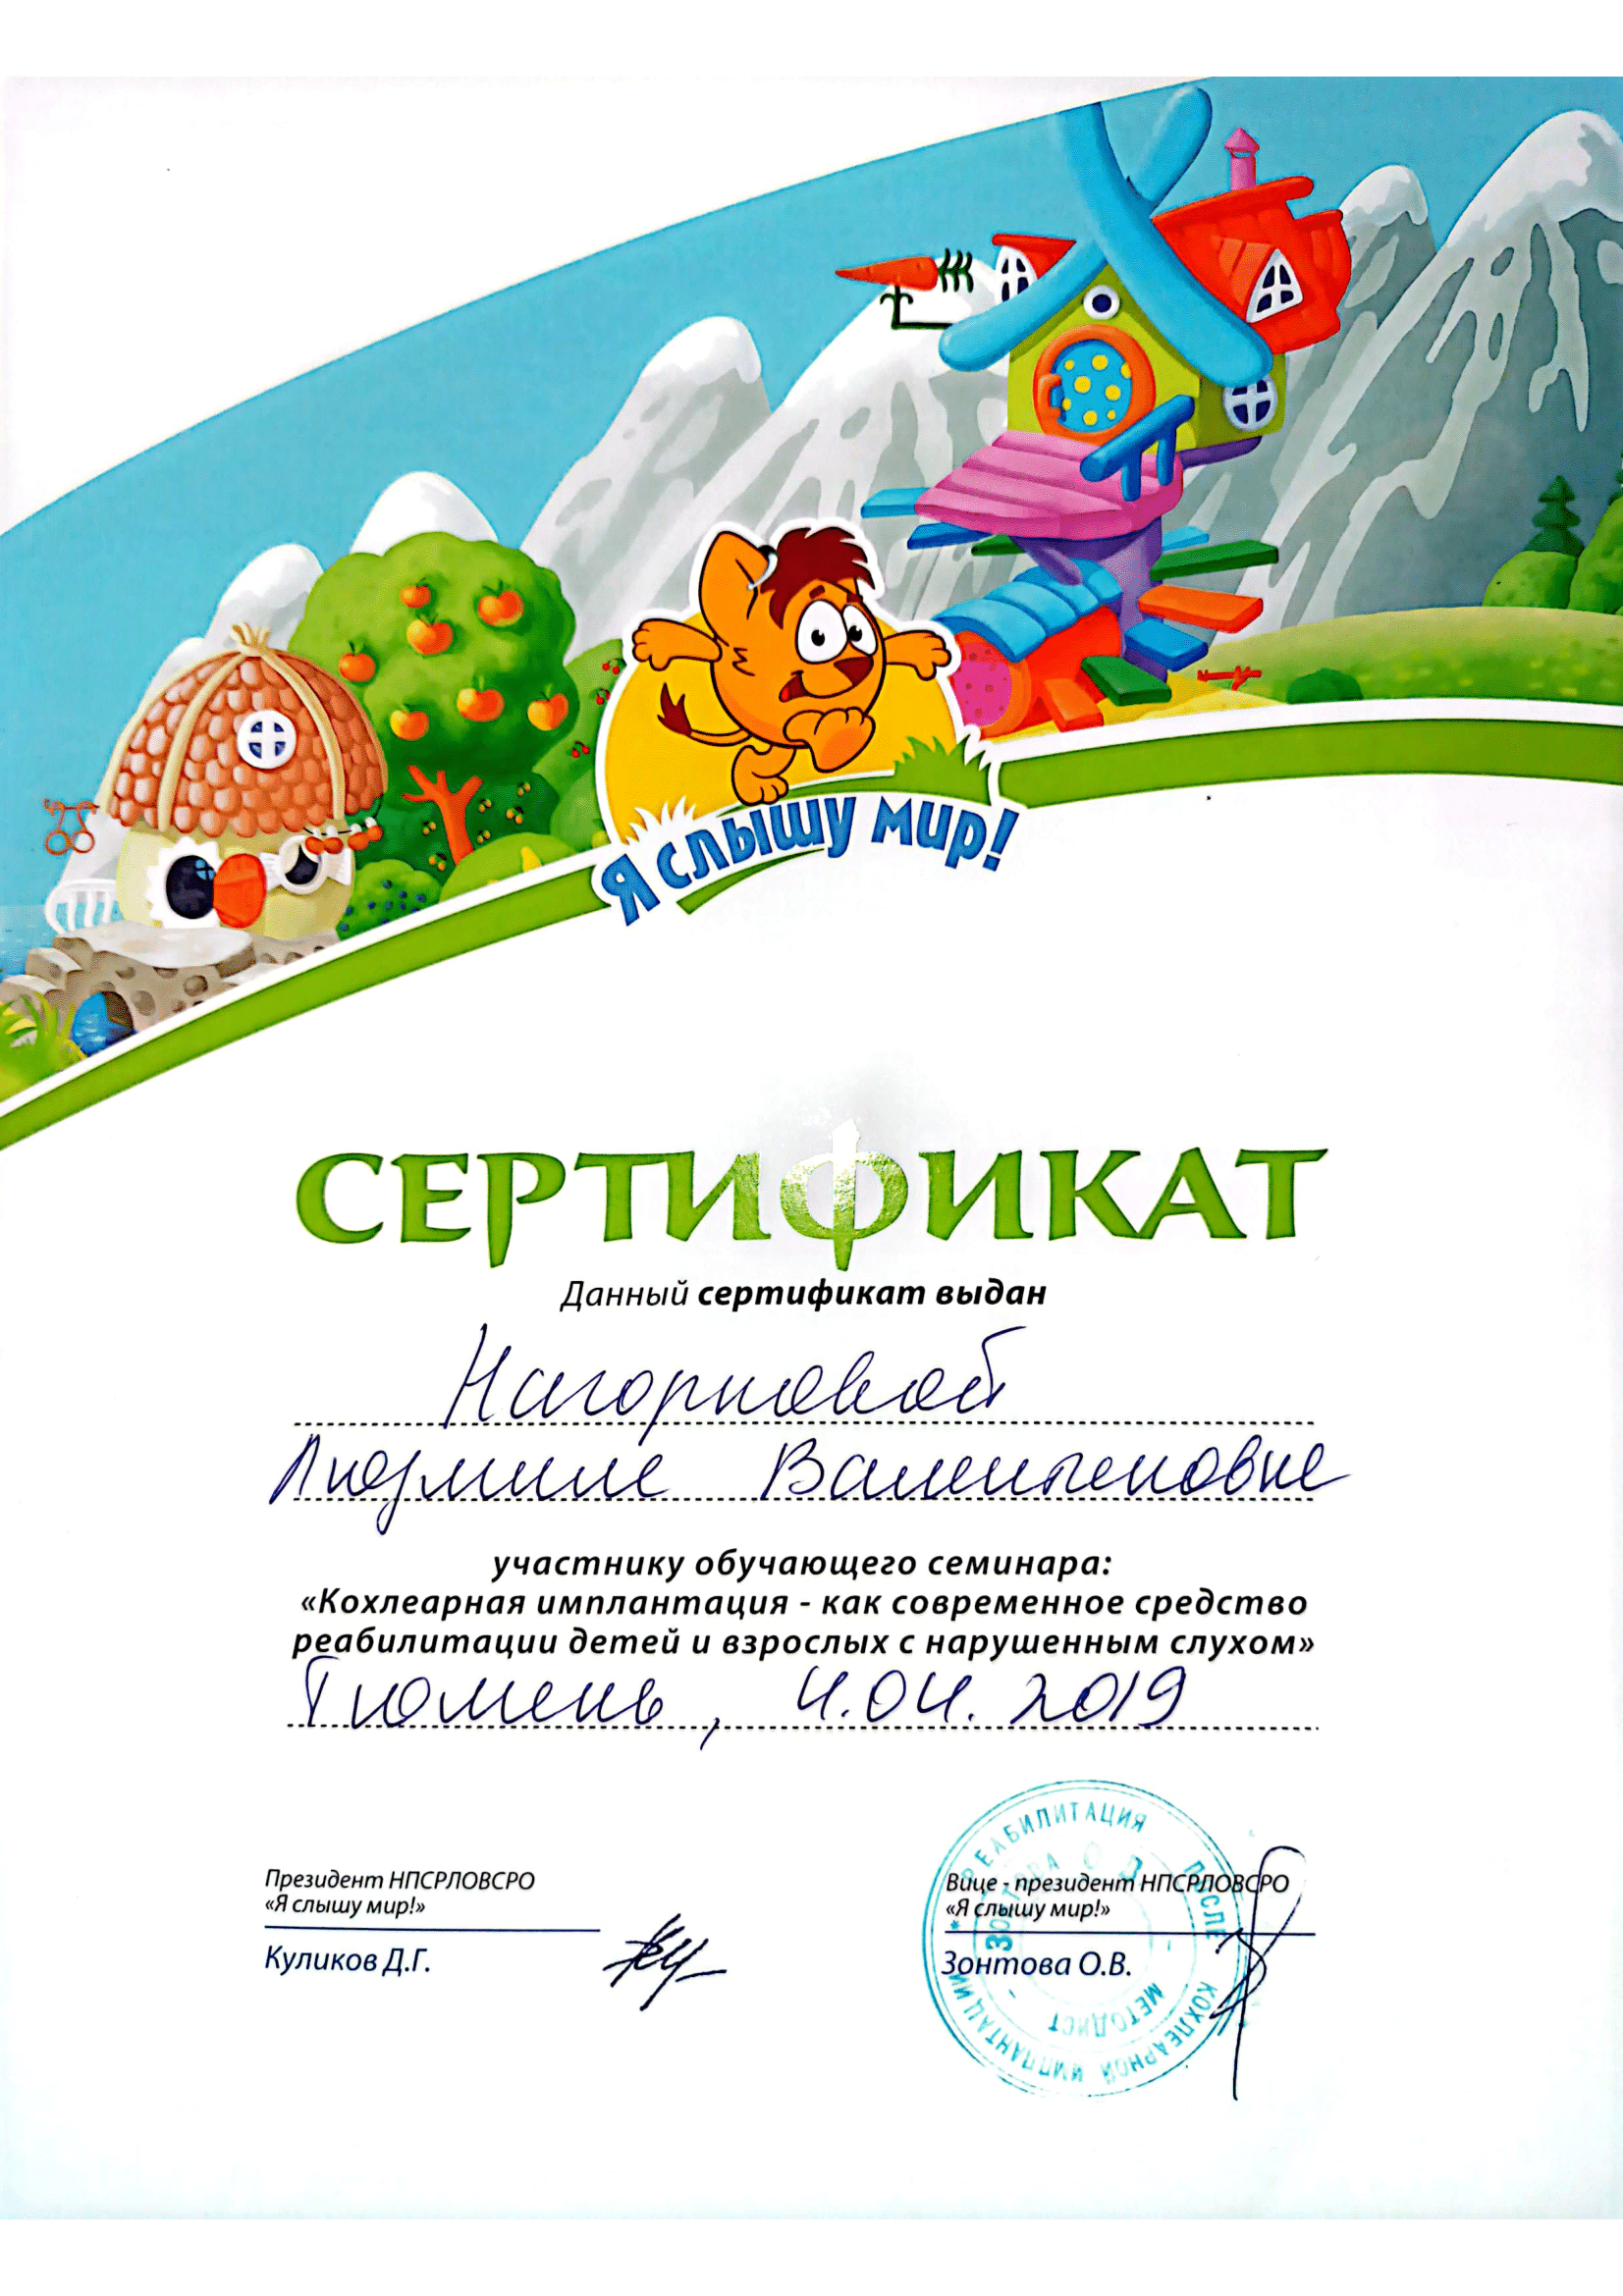 Я слышу мир!
СЕРТИФИКАТ
Данный сертификат выдан
Нагорновой
Людмиле Валентиновне
участнику обучающего семинара:
«Кохлеарная имплантация - как современное средство
реабилитации детей и взрослых с нарушенным слухом»
Тюмень, 4.04.2019
Президент НПСРЛОВСРО
«Я слышу мир!»
Куликов Д.Г.
Вице - президент НПСРЛОВСРО
«Я слышу мир!»
Зонтова О.В.
* РЕАБИЛИТАЦИЯ ПОСЛЕ КОХЛЕАРНОЙ ИМПЛАНТАЦИИ
ЗОНТОВА О.В. - МЕТОДИСТ -